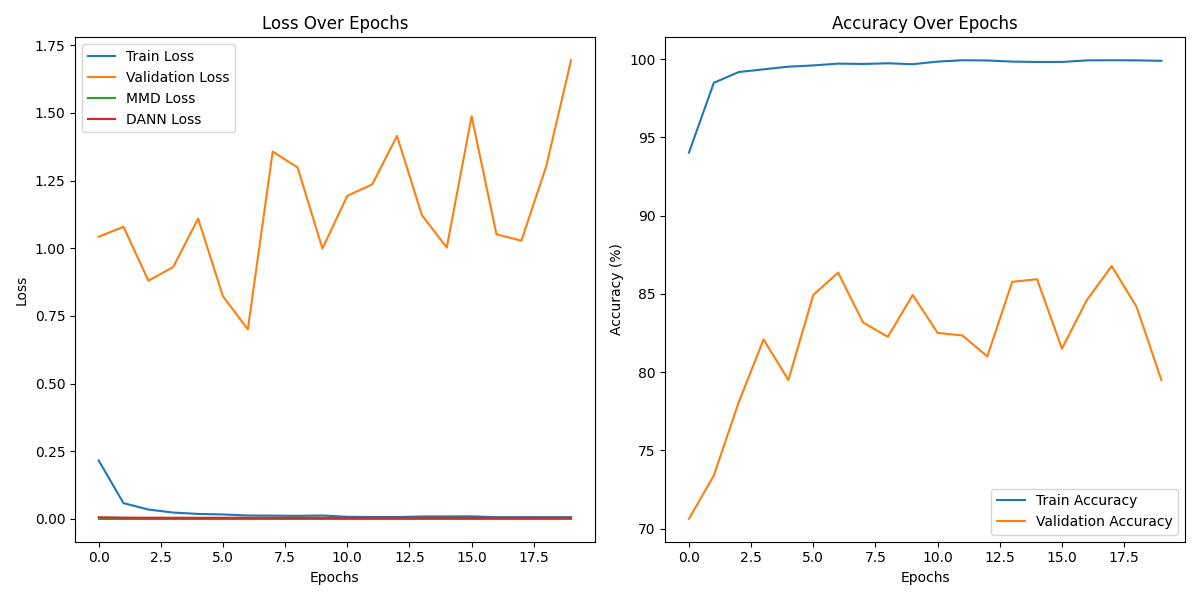 Loss Over Epochs
1.75
1.50
1.25
1.00
0.75
0.50
0.25
0.00
Loss
Train Loss
Validation Loss
MMD Loss
DANN Loss
0.0 2.5 5.0 7.5 10.0 12.5 15.0 17.5
Epochs
Accuracy Over Epochs
100
95
90
85
80
75
70
Accuracy (%)
Train Accuracy
Validation Accuracy
0.0 2.5 5.0 7.5 10.0 12.5 15.0 17.5
Epochs